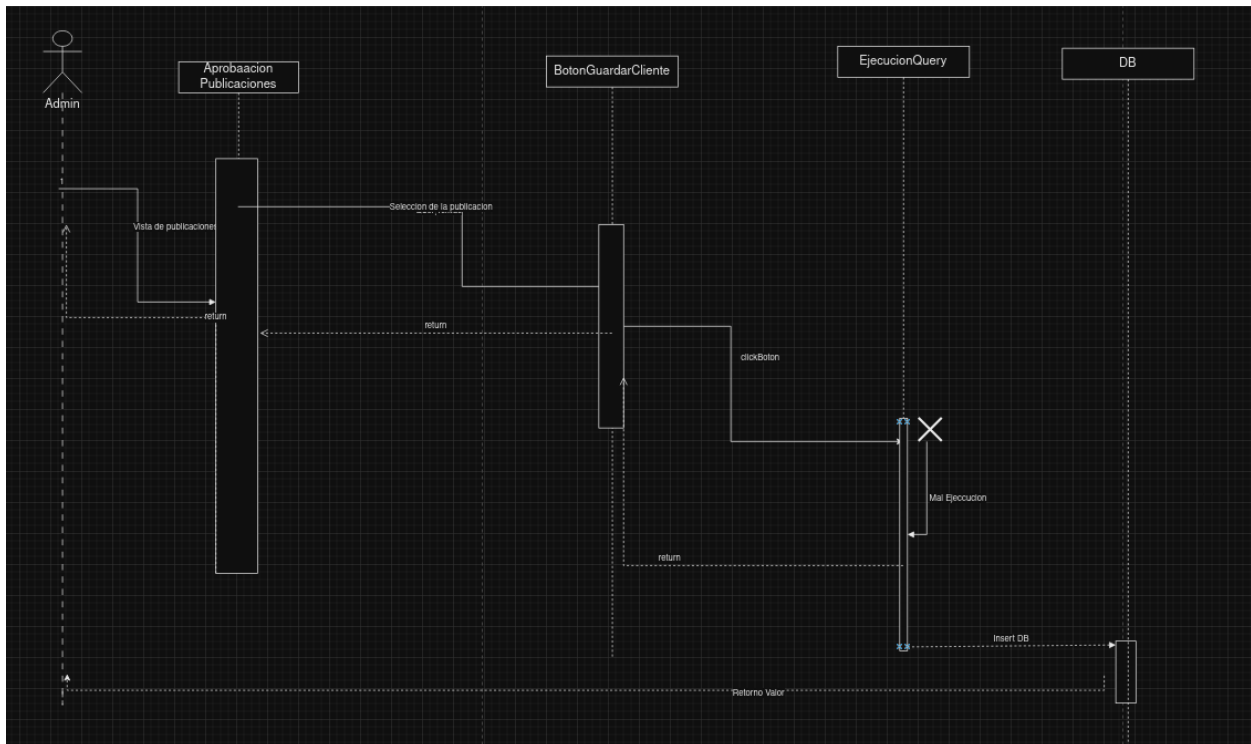 Admin
Aprobaacion
Publicaciones
BotonGuardarCliente
EjecucionQuery
DB
Seleccion de la publicacion
Vista de publicaciones
return
return
clickBoton
Mal Ejeccucion
return
Insert DB
Retorno Valor